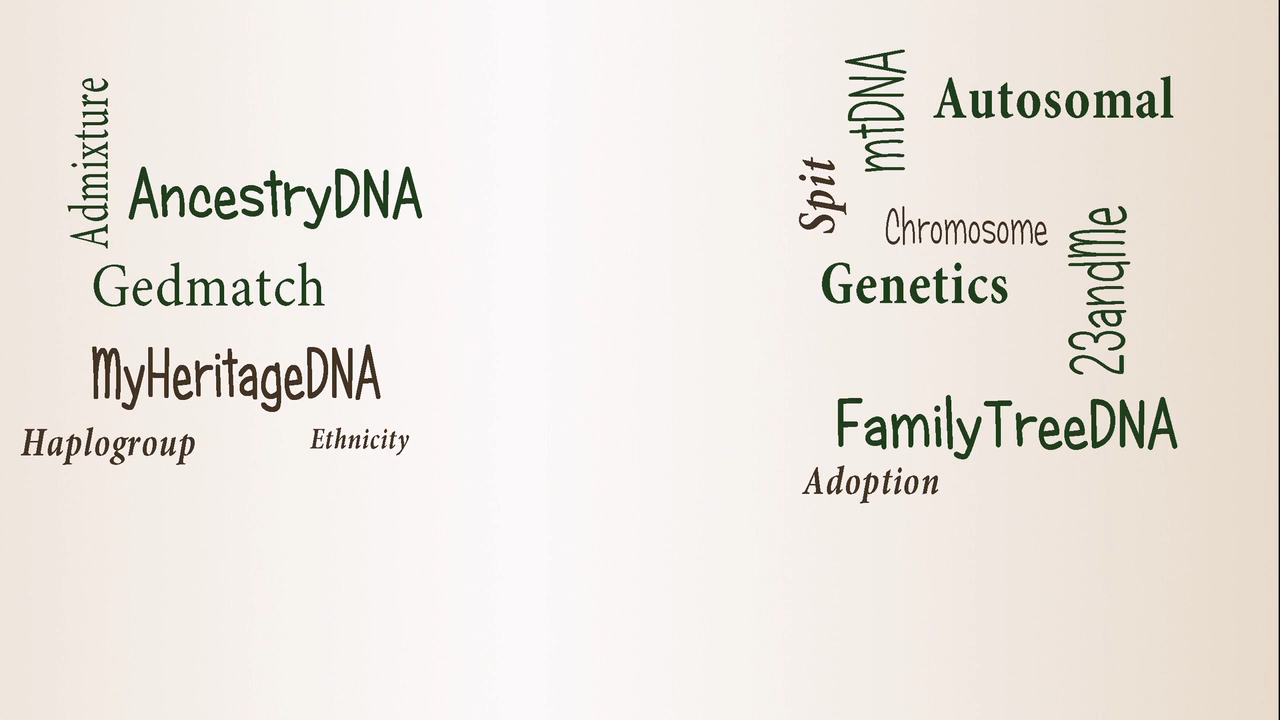 Admixture
AncestryDNA
Gedmatch
MyHeritageDNA
Haplogroup
Ethnicity
mtDNA
Autosomal
Spit
Chromosome
23andMe
Genetics
FamilyTreeDNA
Adoption